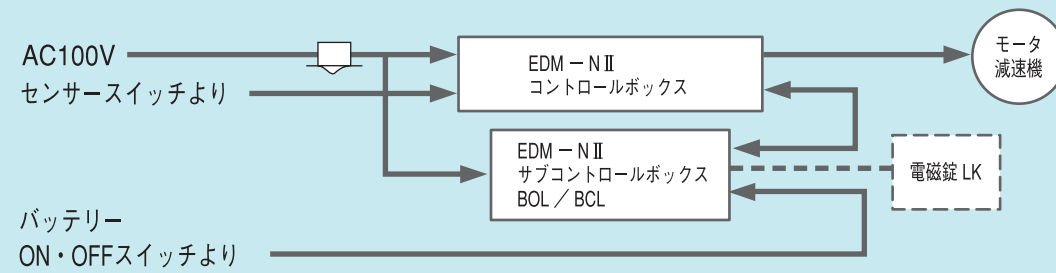 AC100V
センサースイッチより
EDM－NⅡ
コントロールボックス
モータ
減速機
EDM－NⅡ
サブコントロールボックス
BOL／BCL
電磁錠 LK
バッテリー
ON・OFFスイッチより